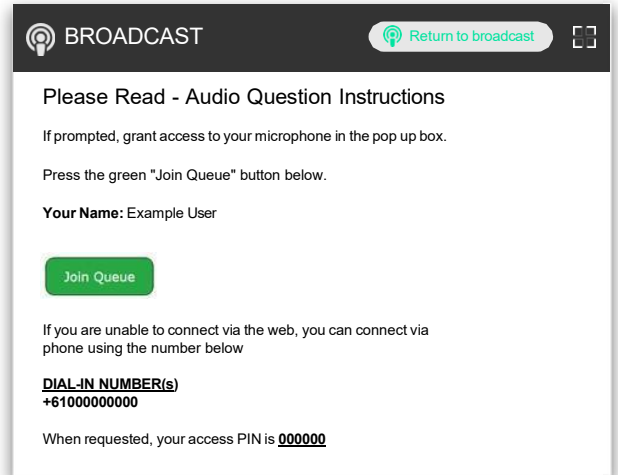 BROADCAST
Return to broadcast
Please Read - Audio Question Instructions
If prompted, grant access to your microphone in the pop up box.
Press the green "Join Queue" button below.
Your Name: Example User
Join Queue
If you are unable to connect via the web, you can connect via
phone using the number below
DIAL-IN NUMBER(s)
+61000000000
When requested, your access PIN is 000000